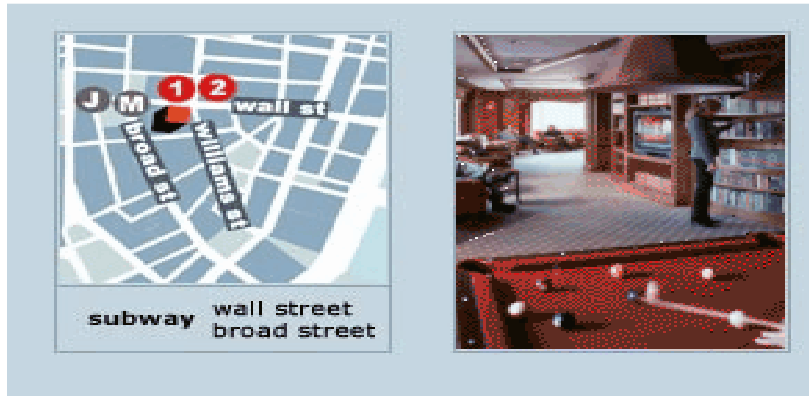 1 2
J M wall st
broad st
williams st
subway wall street
broad street